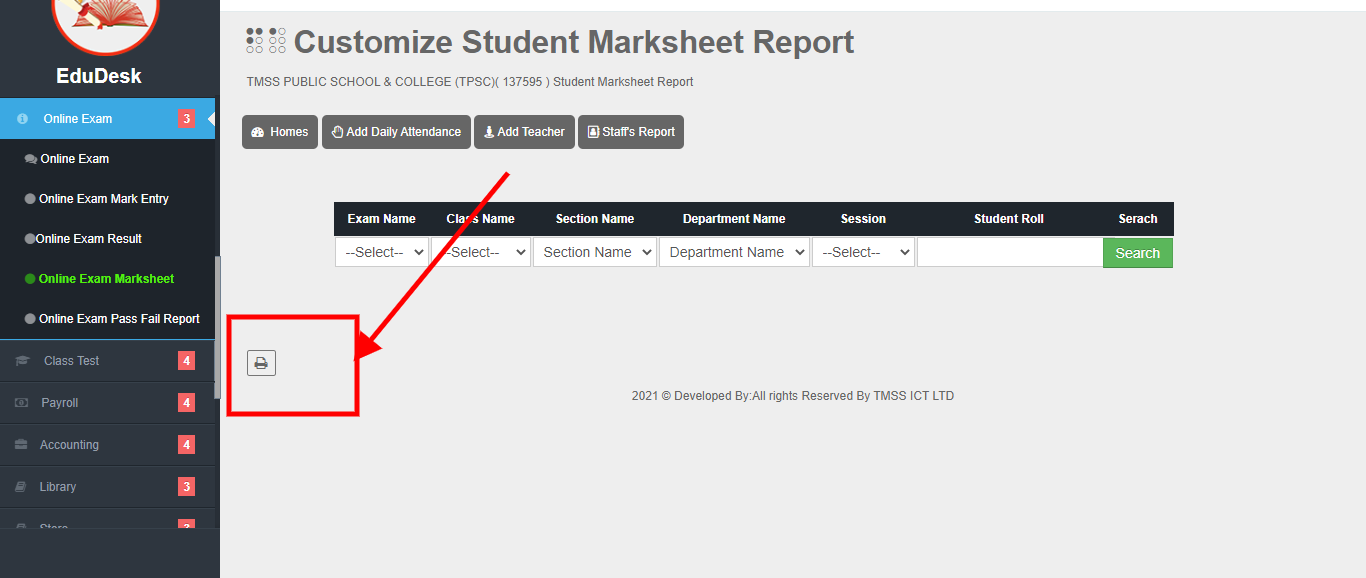 EduDesk
Online Exam 3
Online Exam
Online Exam Mark Entry
Online Exam Result
Online Exam Marksheet
Online Exam Pass Fail Report
Class Test 4
Payroll 4
Accounting 4
Library 3
Customize Student Marksheet Report
TMSS PUBLIC SCHOOL & COLLEGE (TPSC)( 137595 ) Student Marksheet Report
Homes Add Daily Attendance Add Teacher Staff's Report
Exam Name Class Name Section Name Department Name Session Student Roll Serach
--Select-- --Select-- Section Name Department Name --Select-- Search
2021 © Developed By:All rights Reserved By TMSS ICT LTD